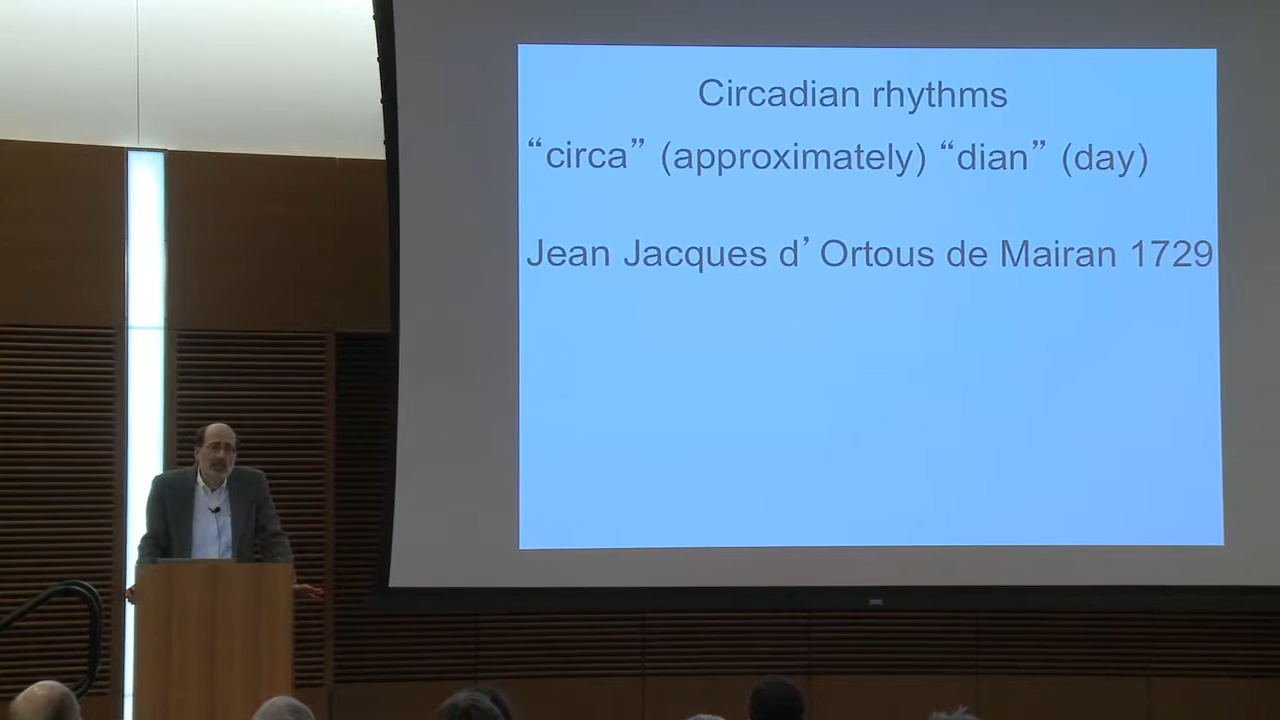 Circadian rhythms
“circa” (approximately) “dian” (day)
Jean Jacques d’ Ortous de Mairan 1729